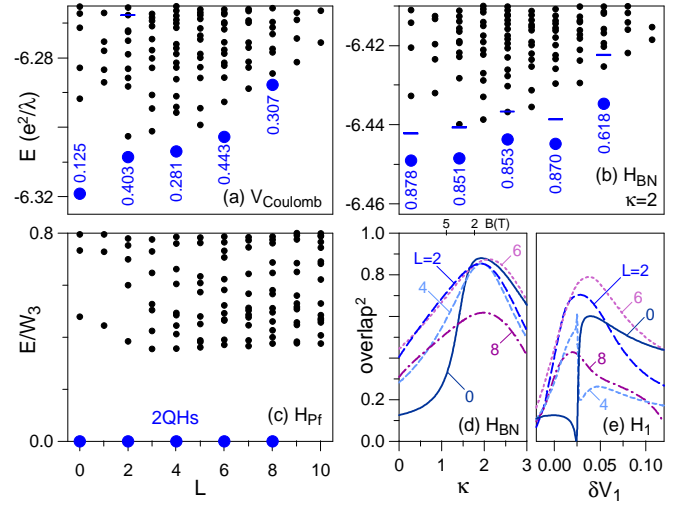 -6.28
-6.32
E (e²/λ)
0.125
0.403
0.281
0.443
0.307
(a) V_Coulomb
-6.42
-6.44
-6.46
0.878
0.851
0.853
0.870
0.618
(b) H_BN
κ=2
0.8
0.0
E/W₃
2QHs
(c) H_Pf
0 2 4 6 8 10
L
5 2 B(T)
1.0
0.8
0.6
0.4
0.2
0.0
overlap²
L=2
6
4
8
0
(d) H_BN
0 1 2 3
κ
L=2
6
0
8
4
(e) H₁
0.00 0.05 0.10
δV₁